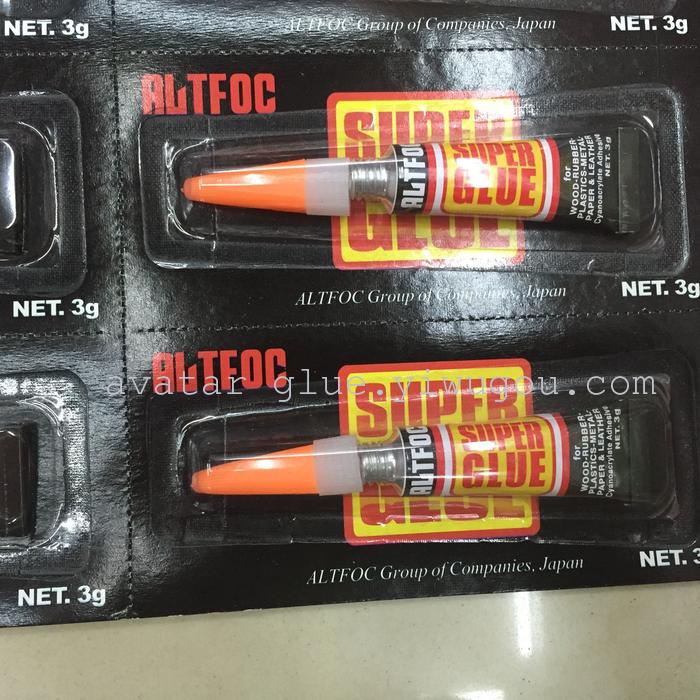 NET. 3g
ALTFOC Group of Companies, Japan
NET. 3g
ALTFOC
SUPER
GLUE
ALTFOC
SUPER
GLUE
for
WOOD-RUBBER-
PLASTICS-METAL-
PAPER & LEATHER
Cyanoacrylate Adhesive
NET. 3g
NET. 3g
ALTFOC Group of Companies, Japan
NET. 3g
ALTFOC
avatar-glue.yiwugou.com
SUPER
GLUE
ALTFOC
SUPER
GLUE
for
WOOD-RUBBER-
PLASTICS-METAL-
PAPER & LEATHER
Cyanoacrylate Adhesive
NET. 3g
NET. 3g
ALTFOC Group of Companies, Japan
NET. 3